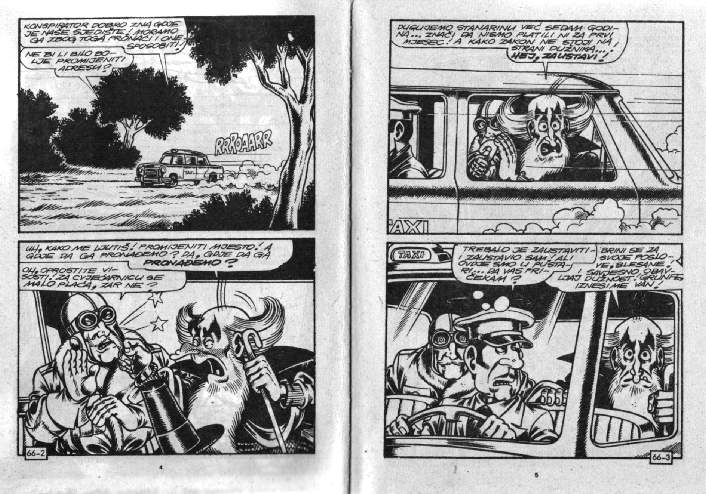 KONSPIRATOR DOBRO ZNA GDJE
JE NAŠE SJEDIŠTE! MORAMO
GA ZBOG TOGA PRONAĆI I ONE-
SPOSOBITI!
NE BI LI BILO BO-
LJE PROMIJENITI
ADRESU?
RRROAARR
UH, KAKO ME LJUTIŠ! PROMIJENITI MJESTO! A
GDJE DA GA PRONAĐEMO? DA, GDJE DA GA
PRONAĐEMO?
OH, OPROSTITE VI-
SOSTI, ZA CVJEĆARNICU SE
MALO PLAĆA, ZAR NE?
66-2
4
DUGUJEMO STANARINU VEĆ SEDAM GODI-
NA... ZNAČI DA NISMO PLATILI NI ZA PRVI
MJESEC! A KAKO ZAKON NE STOJI NA
STRANI DUŽNIKA...!
HEJ, ZAUSTAVI!
TAXI
TAXI
TREBALO JE ZAUSTAVITI-
I ZAUSTAVIO SAM! ALI
OVDJE SMO U PUSTA-
RI... DA VAS PRI-
ČEKAM?
BRINI SE ZA
SVOJE POSLO-
VE, BLESANE!
SAVJESNO OBAV-
LJAJ DUŽNOST! GRUNFE,
IZNESI ME VAN!
66-3
5